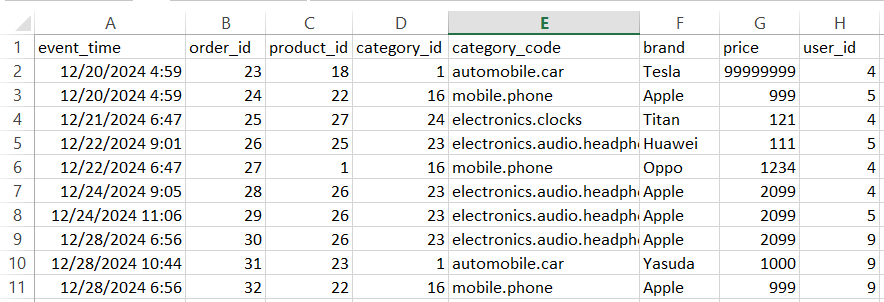 A B C D E F G H
1 event_time order_id product_id category_id category_code brand price user_id
2 12/20/2024 4:59 23 18 1 automobile.car Tesla 99999999 4
3 12/20/2024 4:59 24 22 16 mobile.phone Apple 999 5
4 12/21/2024 6:47 25 27 24 electronics.clocks Titan 121 4
5 12/22/2024 9:01 26 25 23 electronics.audio.headph Huawei 111 5
6 12/22/2024 6:47 27 1 16 mobile.phone Oppo 1234 4
7 12/24/2024 9:05 28 26 23 electronics.audio.headph Apple 2099 4
8 12/24/2024 11:06 29 26 23 electronics.audio.headph Apple 2099 5
9 12/28/2024 6:56 30 26 23 electronics.audio.headph Apple 2099 9
10 12/28/2024 10:44 31 23 1 automobile.car Yasuda 1000 9
11 12/28/2024 6:56 32 22 16 mobile.phone Apple 999 9